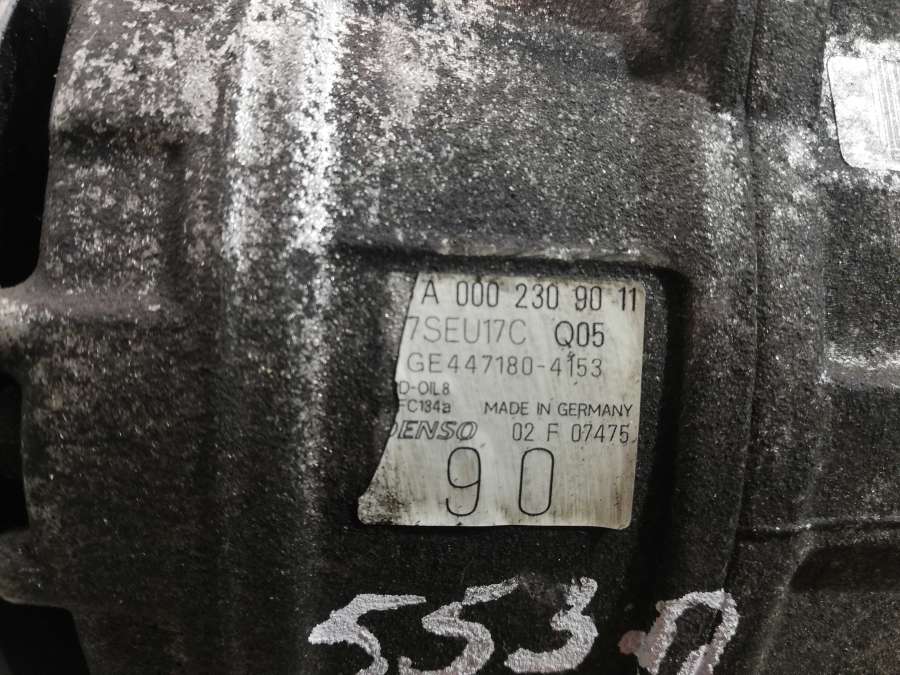 A 000 230 90 11
7SEU17C Q05
GE447180-4153
D-OIL8
FC134a MADE IN GERMANY
DENSO 02 F 07475
90
553 П